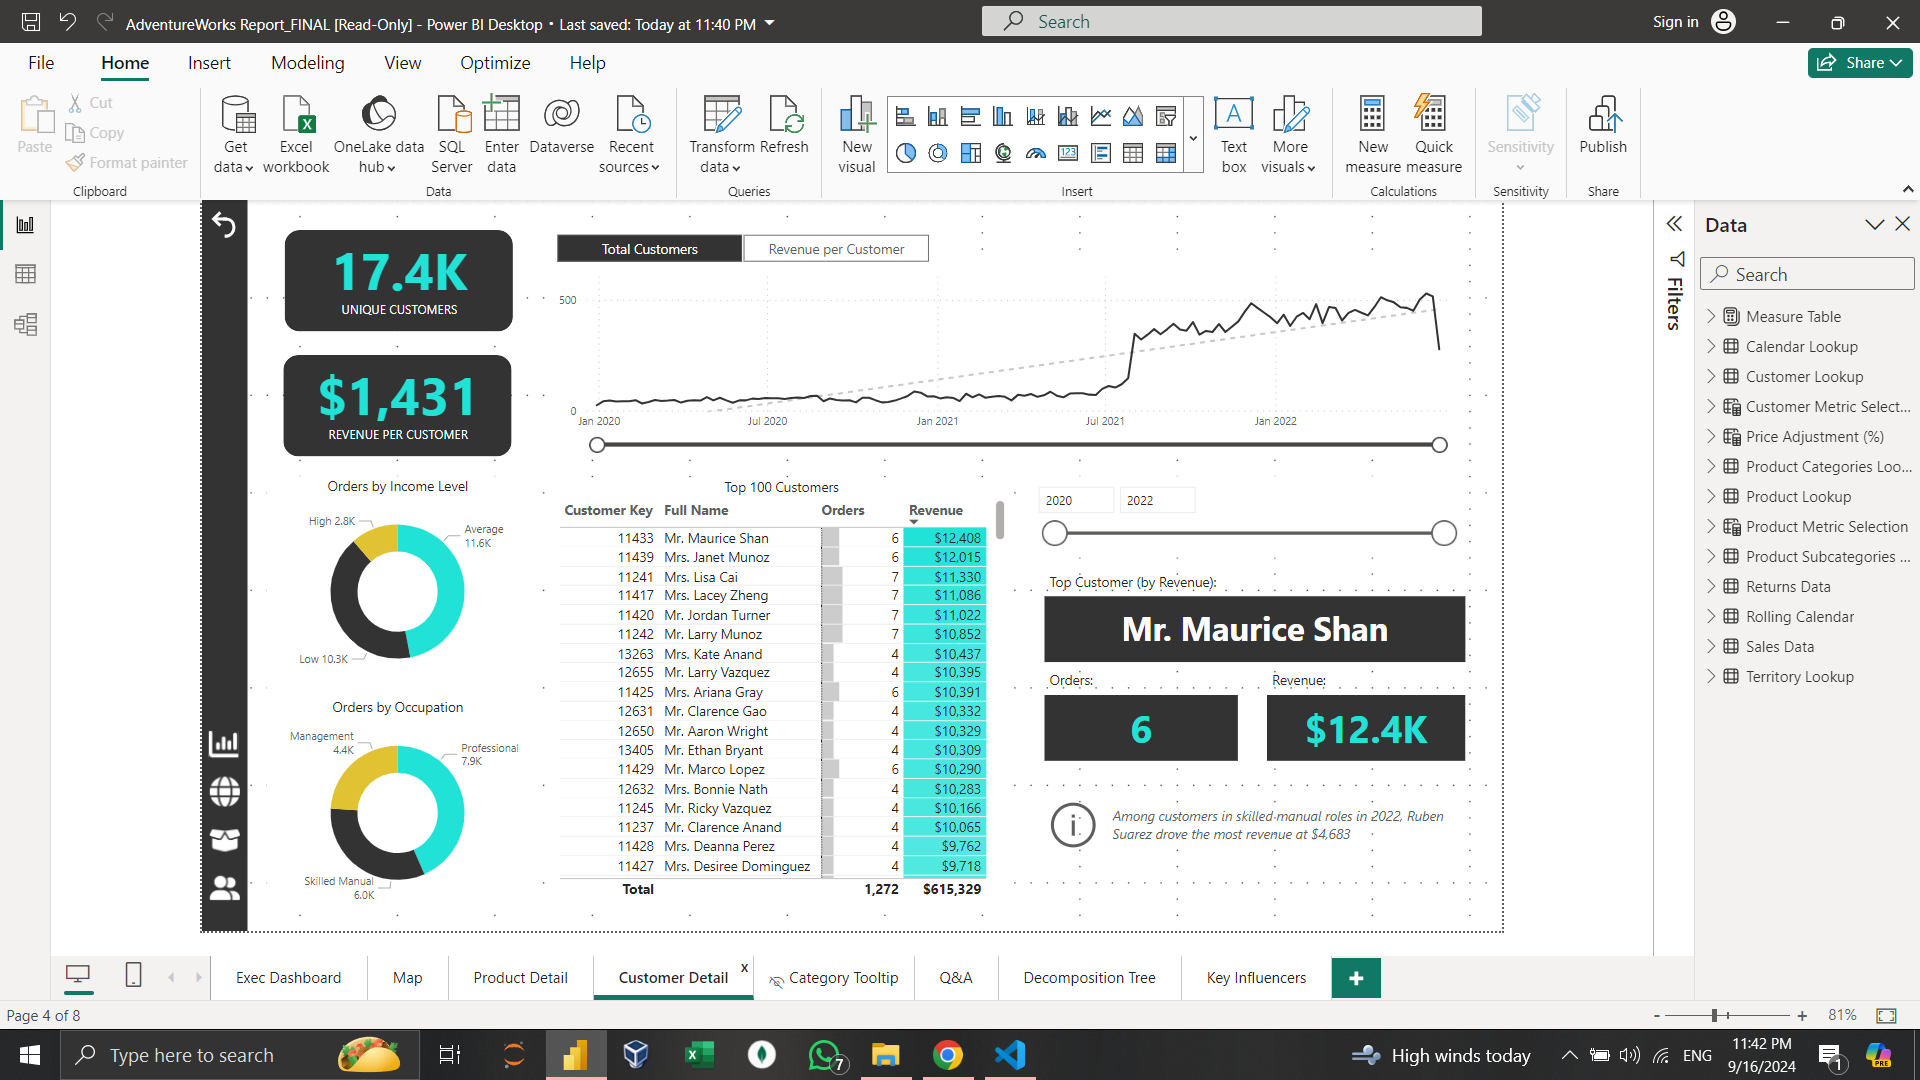 AdventureWorks Report_FINAL [Read-Only] - Power BI Desktop • Last saved: Today at 11:40 PM
Search
Sign in
File Home Insert Modeling View Optimize Help
Share
Paste
Cut
Copy
Format painter
Clipboard
Get data
Excel workbook
OneLake data hub
SQL Server
Enter data
Dataverse
Recent sources
Data
Transform data
Refresh
Queries
New visual
123
A
Text box
More visuals
Insert
New measure
Quick measure
Calculations
Sensitivity
Sensitivity
Publish
Share
17.4K
UNIQUE CUSTOMERS
$1,431
REVENUE PER CUSTOMER
Total Customers
Revenue per Customer
500
0
Jan 2020 Jul 2020 Jan 2021 Jul 2021 Jan 2022
Orders by Income Level
High 2.8K
Average
11.6K
Low 10.3K
Orders by Occupation
Management
4.4K
Professional
7.9K
Skilled Manual
6.0K
Top 100 Customers
Customer Key Full Name Orders Revenue
11433 Mr. Maurice Shan 6 $12,408
11439 Mrs. Janet Munoz 6 $12,015
11241 Mrs. Lisa Cai 7 $11,330
11417 Mrs. Lacey Zheng 7 $11,086
11420 Mr. Jordan Turner 7 $11,022
11242 Mr. Larry Munoz 7 $10,852
13263 Mrs. Kate Anand 4 $10,437
12655 Mr. Larry Vazquez 4 $10,395
11425 Mrs. Ariana Gray 6 $10,391
12631 Mr. Clarence Gao 4 $10,332
12650 Mr. Aaron Wright 4 $10,329
13405 Mr. Ethan Bryant 4 $10,309
11429 Mr. Marco Lopez 6 $10,290
12632 Mrs. Bonnie Nath 4 $10,283
11245 Mr. Ricky Vazquez 4 $10,166
11237 Mr. Clarence Anand 4 $10,065
11428 Mrs. Deanna Perez 4 $9,762
11427 Mrs. Desiree Dominguez 4 $9,718
Total 1,272 $615,329
2020 2022
Top Customer (by Revenue):
Mr. Maurice Shan
Orders:
6
Revenue:
$12.4K
Among customers in skilled-manual roles in 2022, Ruben
Suarez drove the most revenue at $4,683
Filters
Data
Search
Measure Table
Calendar Lookup
Customer Lookup
Customer Metric Select...
Price Adjustment (%)
Product Categories Loo...
Product Lookup
Product Metric Selection
Product Subcategories ...
Returns Data
Rolling Calendar
Sales Data
Territory Lookup
Exec Dashboard Map Product Detail Customer Detail x Category Tooltip Q&A Decomposition Tree Key Influencers +
Page 4 of 8
- + 81%
Type here to search
7
High winds today
ENG
11:42 PM
9/16/2024
1
PRE